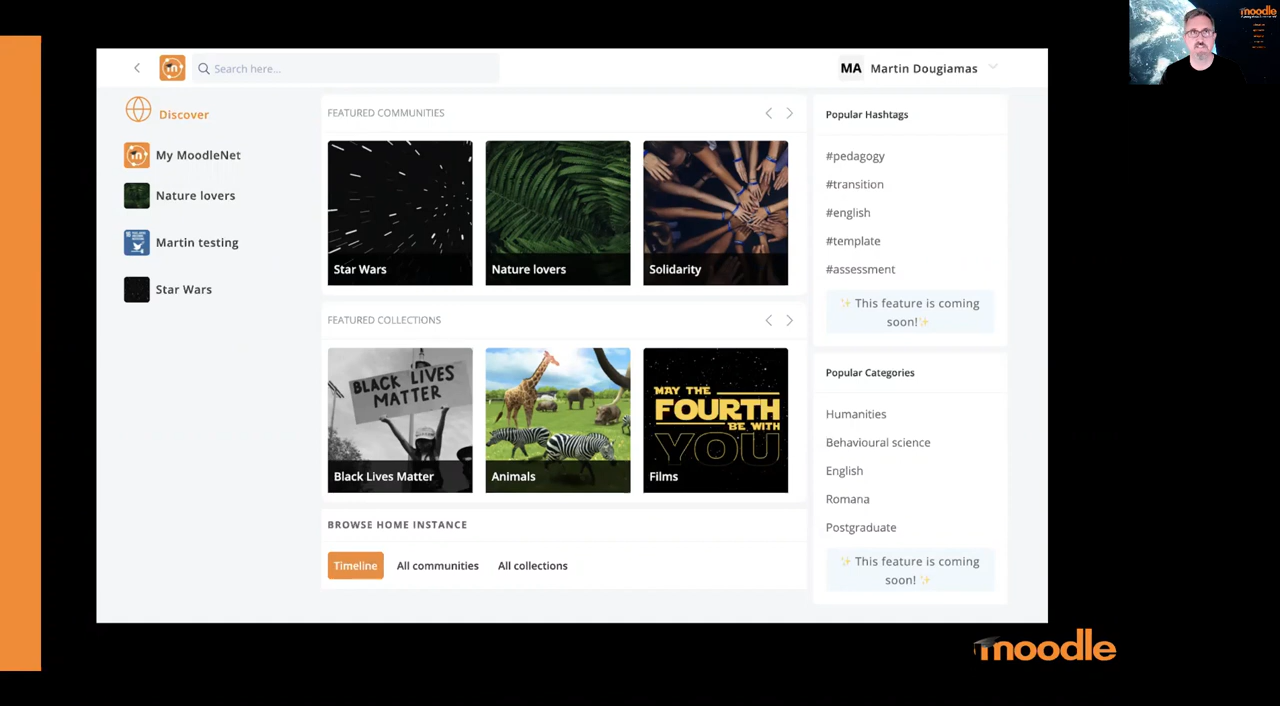 Search here...
MA Martin Dougiamas
moodle
Discover
My MoodleNet
Nature lovers
Martin testing
Star Wars
FEATURED COMMUNITIES
Star Wars
Nature lovers
Solidarity
FEATURED COLLECTIONS
BLACK LIVES
MATTER
Black Lives Matter
Animals
MAY THE
FOURTH
BE WITH
YOU
Films
BROWSE HOME INSTANCE
Timeline
All communities
All collections
Popular Hashtags
#pedagogy
#transition
#english
#template
#assessment
✨ This feature is coming
soon!✨
Popular Categories
Humanities
Behavioural science
English
Romana
Postgraduate
✨ This feature is coming
soon! ✨
moodle